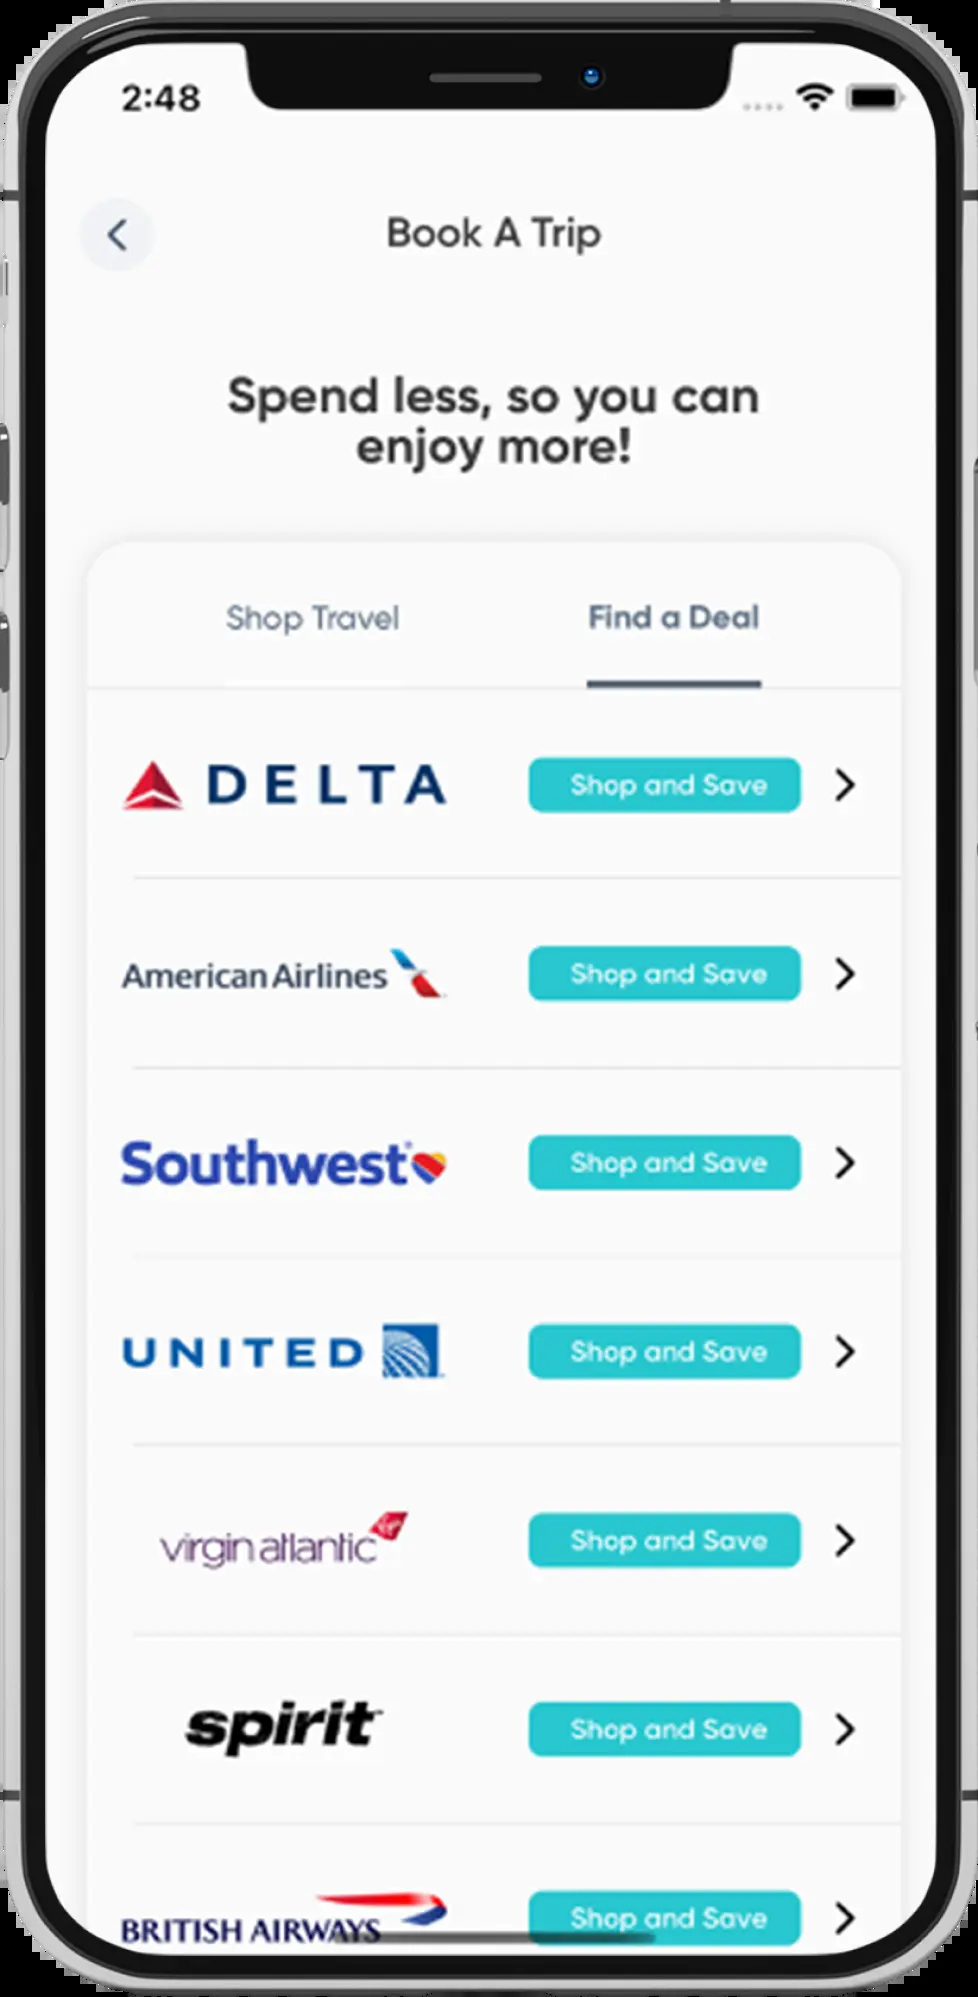 2:48
Book A Trip
Spend less, so you can
enjoy more!
Shop Travel
Find a Deal
DELTA
Shop and Save
American Airlines
Shop and Save
Southwest
Shop and Save
UNITED
Shop and Save
virgin atlantic
Shop and Save
spirit
Shop and Save
BRITISH AIRWAYS
Shop and Save